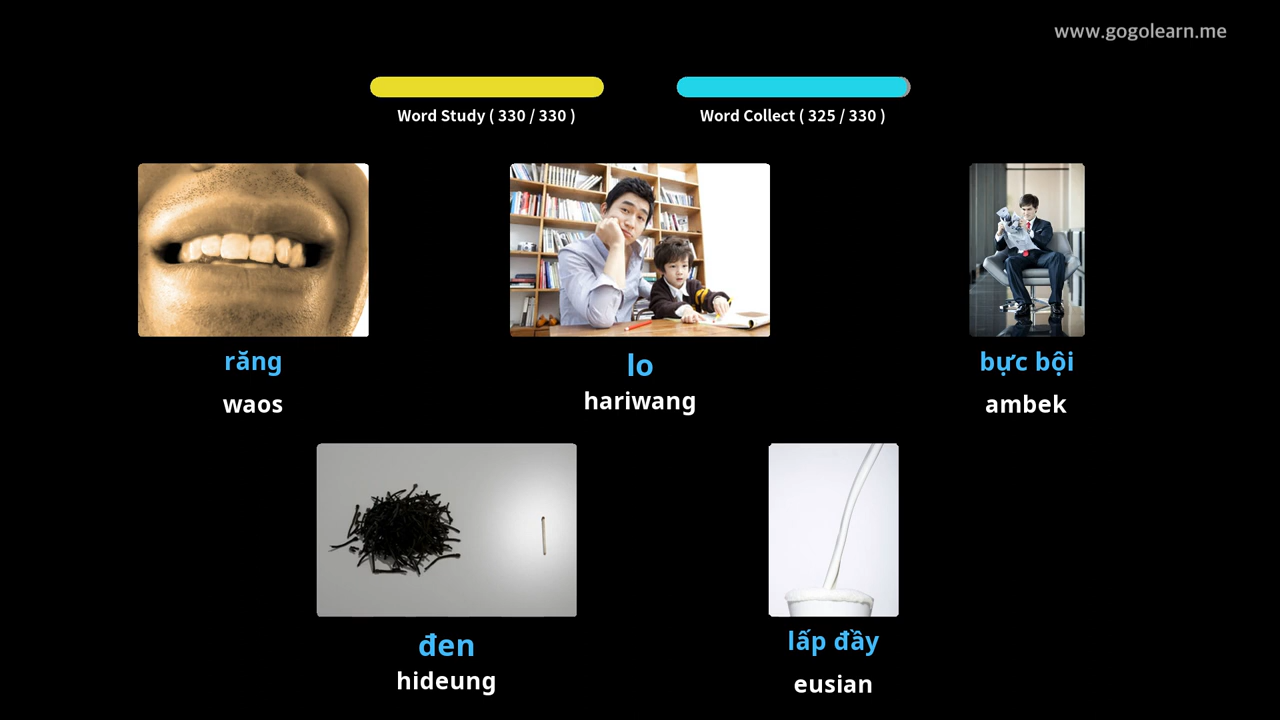 www.gogolearn.me
Word Study ( 330 / 330 )
Word Collect ( 325 / 330 )
răng
waos
lo
hariwang
bực bội
ambek
đen
hideung
lấp đầy
eusian